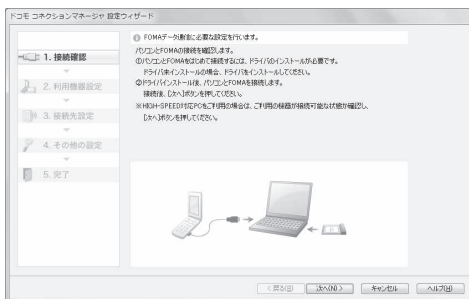 ドコモ コネクションマネージャ 設定ウィザード
FOMAデータ通信に必要な設定を行います。
パソコンとFOMAの接続を確認します。
①パソコンとFOMAをはじめて接続するには、ドライバのインストールが必要です。
ドライバ未インストールの場合、ドライバをインストールしてください。
②ドライバインストール後、パソコンとFOMAを接続します。
接続後、[次へ]ボタンを押してください。
※HIGH-SPEED対応PCをご利用の場合は、ご利用の機器が接続可能な状態か確認し、
[次へ]ボタンを押してください。
1. 接続確認
2. 利用機器設定
3. 接続先設定
4. その他の設定
5. 完了
< 戻る(B)
次へ(N) >
キャンセル
ヘルプ(H)